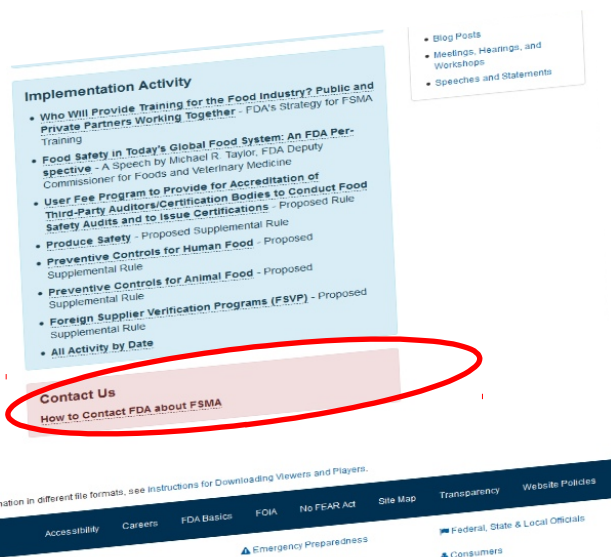 Blog Posts
Meetings, Hearings, and
Workshops
Speeches and Statements
Implementation Activity
Who Will Provide Training for the Food Industry? Public and
Private Partners Working Together - FDA's Strategy for FSMA
Training
Food Safety in Today's Global Food System: An FDA Per-
spective - A Speech by Michael R. Taylor, FDA Deputy
Commissioner for Foods and Veterinary Medicine
User Fee Program to Provide for Accreditation of
Third-Party Auditors/Certification Bodies to Conduct Food
Safety Audits and to Issue Certifications - Proposed Rule
Produce Safety - Proposed Supplemental Rule
Preventive Controls for Human Food - Proposed
Supplemental Rule
Preventive Controls for Animal Food - Proposed
Supplemental Rule
Foreign Supplier Verification Programs (FSVP) - Proposed
Supplemental Rule
All Activity by Date
Contact Us
How to Contact FDA about FSMA
in different file formats, see Instructions for Downloading Viewers and Players.
Accessibility Careers FDA Basics FOIA No FEAR Act Site Map Transparency Website Policies
Emergency Preparedness
Federal, State & Local Officials
Consumers